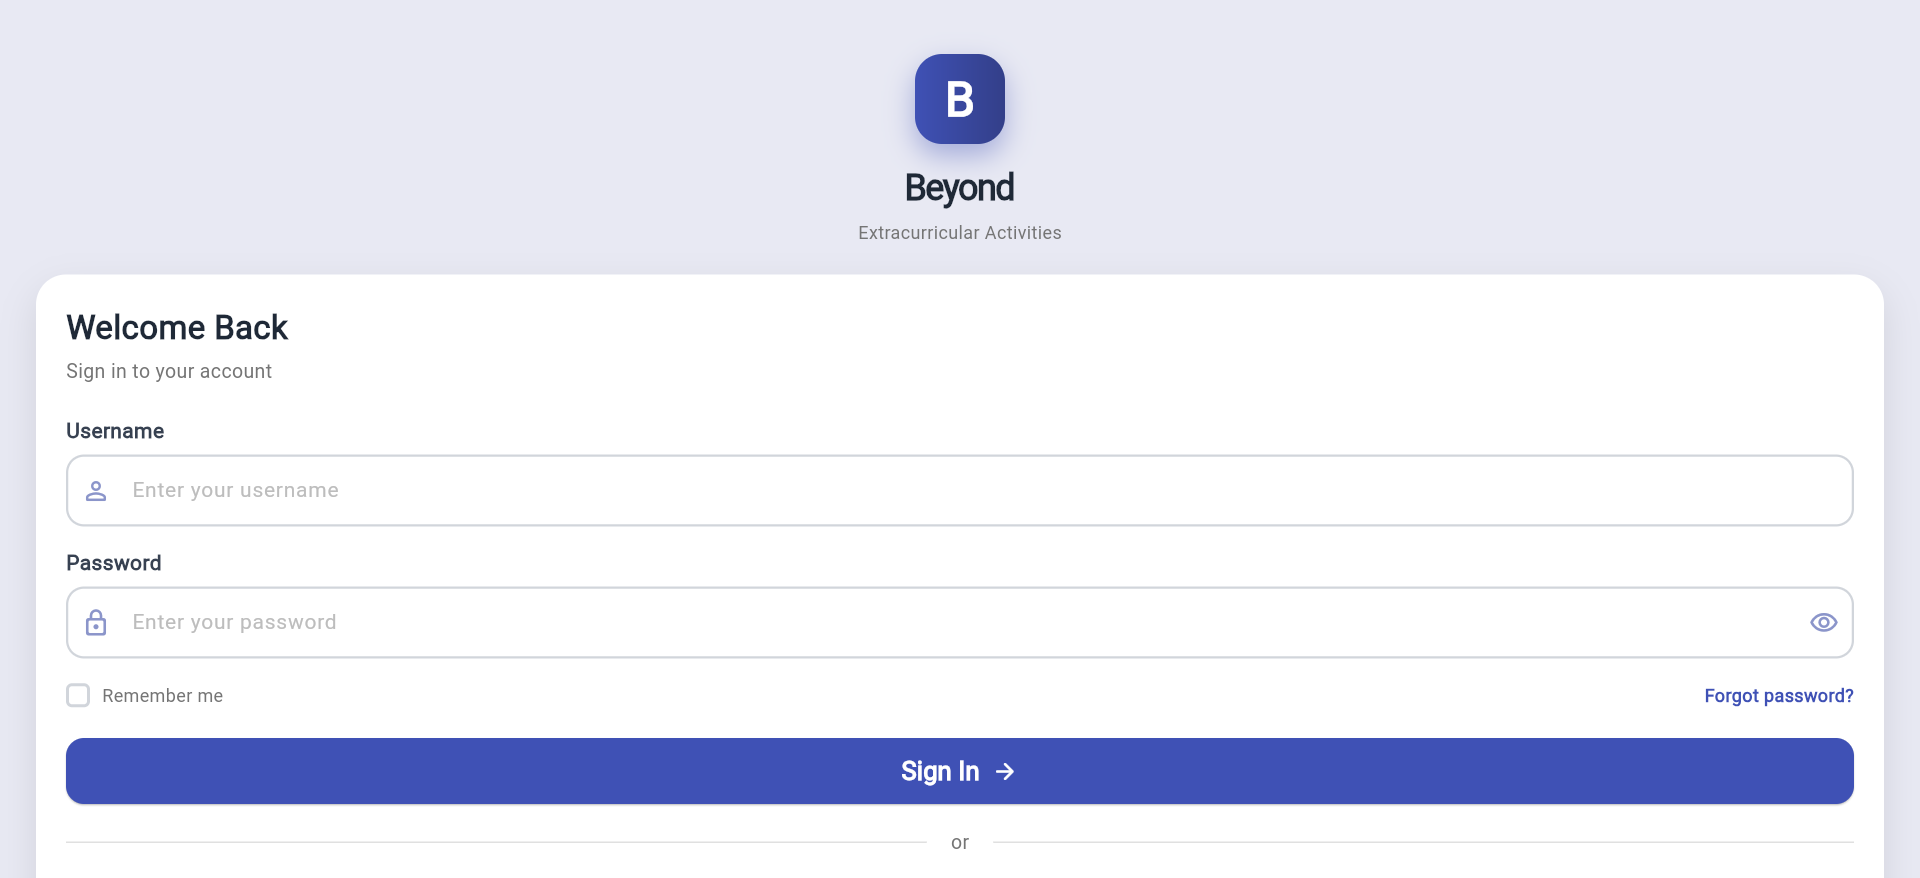 B
Beyond
Extracurricular Activities
Welcome Back
Sign in to your account
Username
Enter your username
Password
Enter your password
Remember me
Forgot password?
Sign In
or